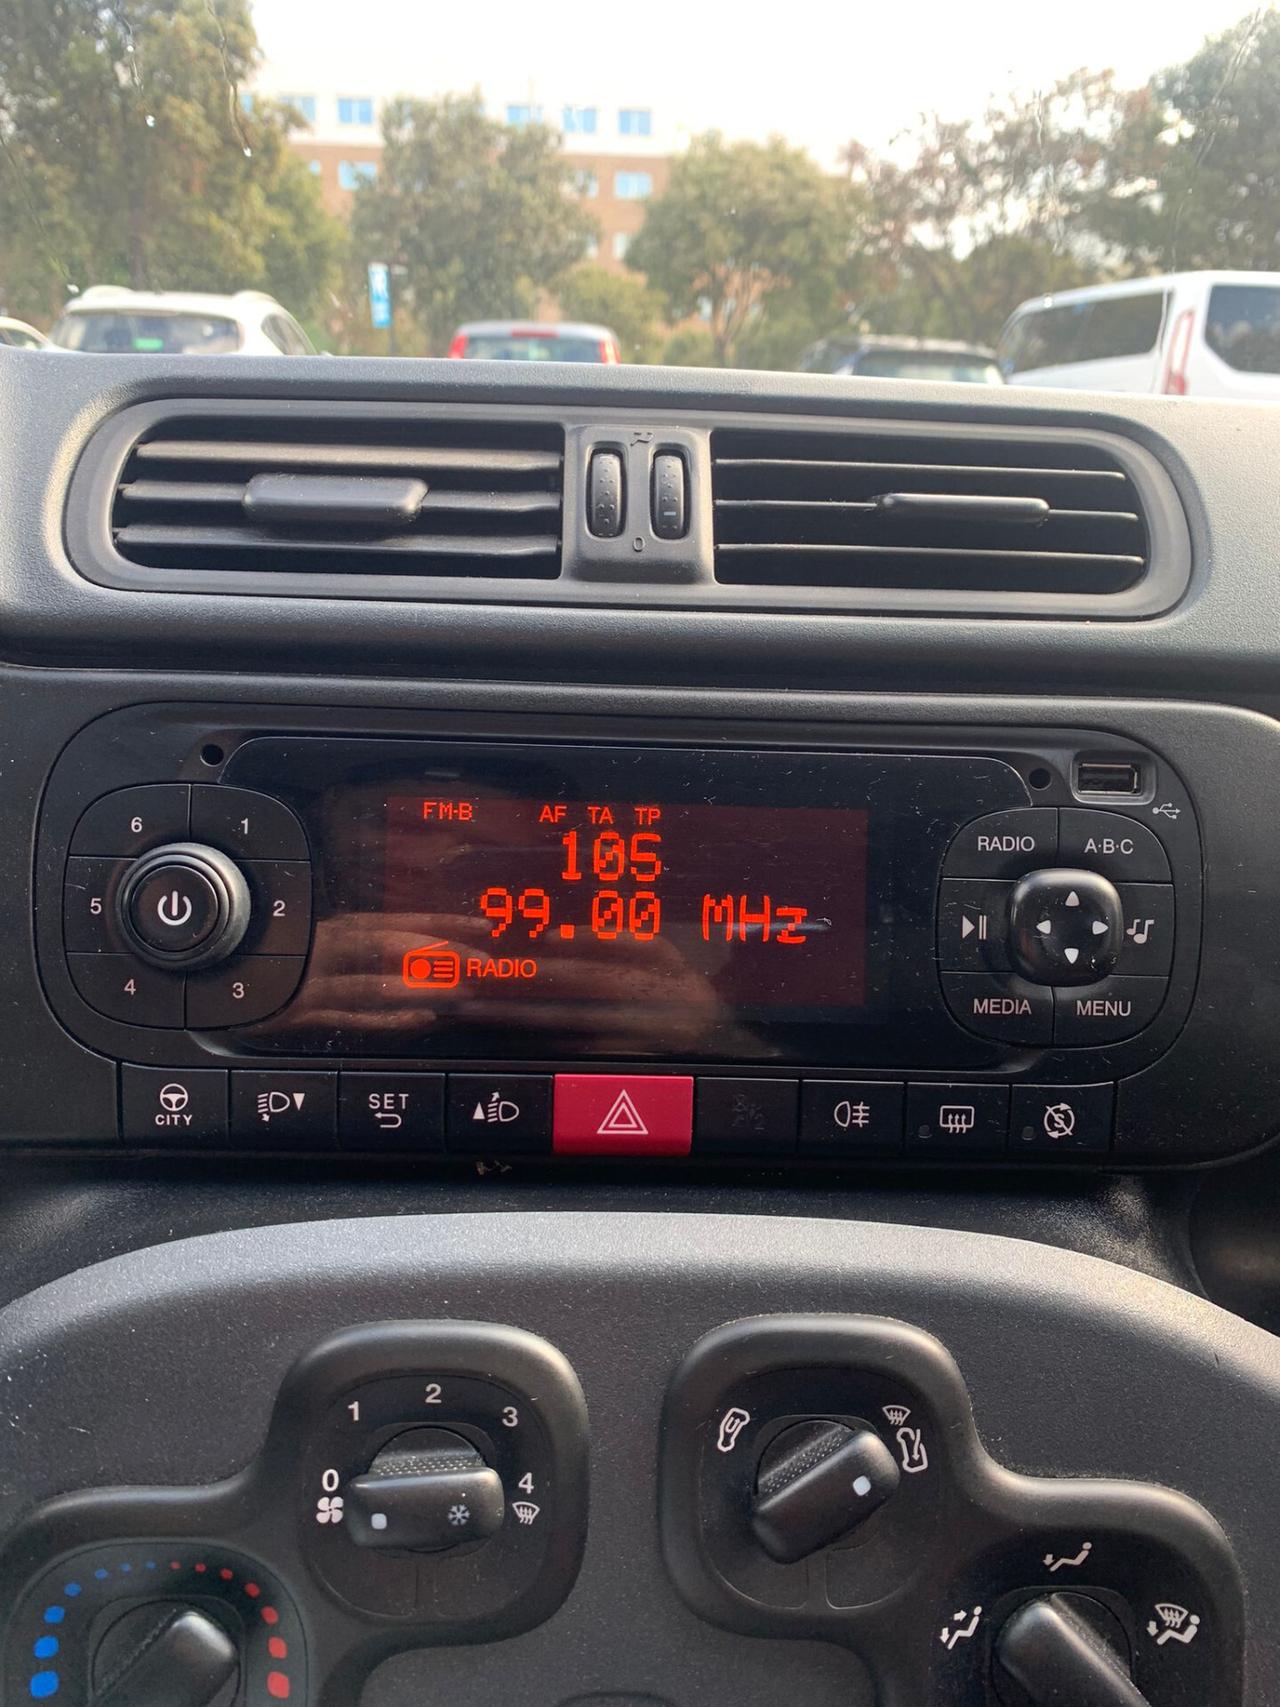 0
FM-B AF TA TP
105
99.00 MHz
RADIO
6 1
5 2
4 3
RADIO A·B·C
MEDIA MENU
CITY
SET
1 2 3
0 4